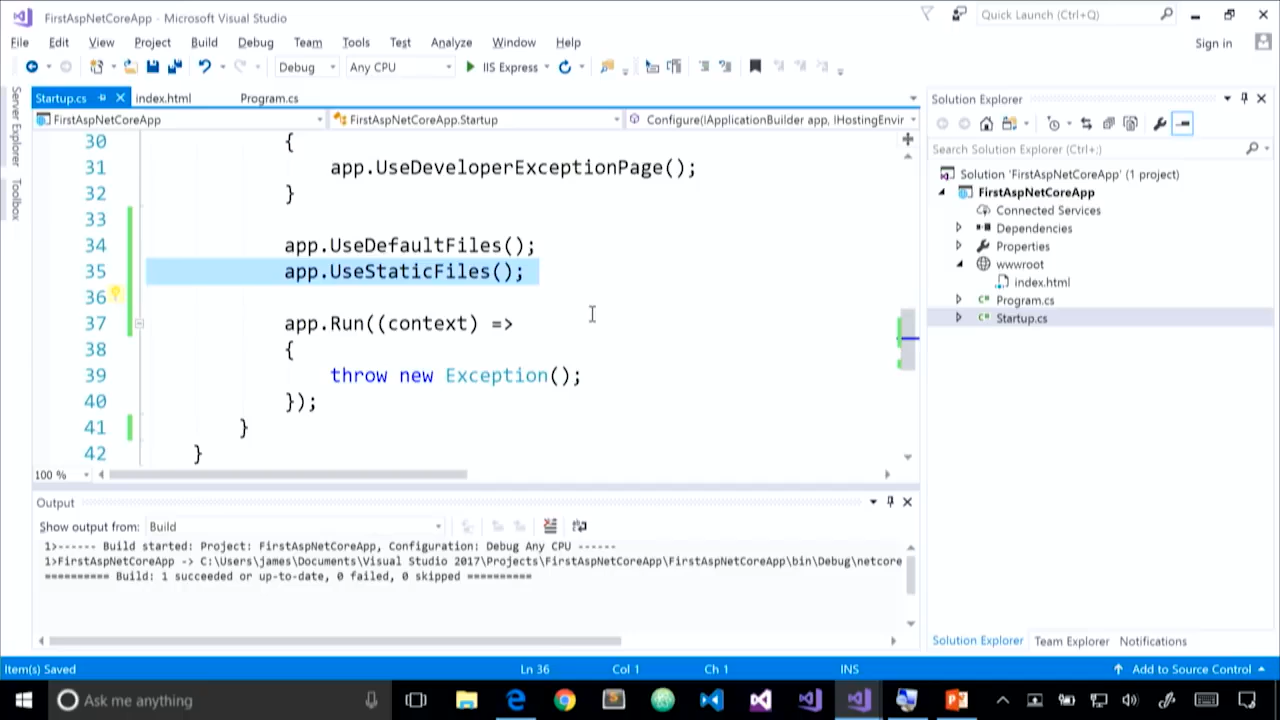 FirstAspNetCoreApp - Microsoft Visual Studio
Quick Launch (Ctrl+Q)
File Edit View Project Build Debug Team Tools Test Analyze Window Help
Sign in
Debug Any CPU IIS Express
Server Explorer
Toolbox
Startup.cs index.html Program.cs
FirstAspNetCoreApp FirstAspNetCoreApp.Startup Configure(IApplicationBuilder app, IHostingEnvir
30 {
31 app.UseDeveloperExceptionPage();
32 }
33
34 app.UseDefaultFiles();
35 app.UseStaticFiles();
36
37 app.Run((context) =>
38 {
39 throw new Exception();
40 });
41 }
42 }
100 %
Output
Show output from: Build
1>------ Build started: Project: FirstAspNetCoreApp, Configuration: Debug Any CPU ------
1>FirstAspNetCoreApp -> C:\Users\james\Documents\Visual Studio 2017\Projects\FirstAspNetCoreApp\FirstAspNetCoreApp\bin\Debug\netcore
========== Build: 1 succeeded or up-to-date, 0 failed, 0 skipped ==========
Solution Explorer
Search Solution Explorer (Ctrl+;)
Solution 'FirstAspNetCoreApp' (1 project)
FirstAspNetCoreApp
Connected Services
Dependencies
Properties
wwwroot
index.html
C# Program.cs
C# Startup.cs
Solution Explorer Team Explorer Notifications
Item(s) Saved Ln 36 Col 1 Ch 1 INS Add to Source Control
Ask me anything